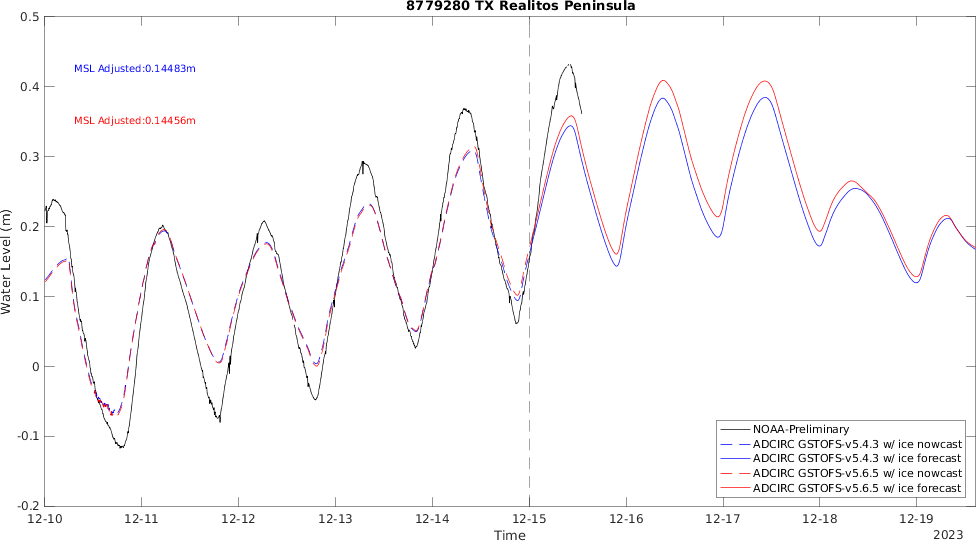 8779280 TX Realitos Peninsula
0.5
0.4
0.3
0.2
0.1
0
-0.1
-0.2
Water Level (m)
MSL Adjusted:0.14483m
MSL Adjusted:0.14456m
NOAA-Preliminary
ADCIRC GSTOFS-v5.4.3 w/ ice nowcast
ADCIRC GSTOFS-v5.4.3 w/ ice forecast
ADCIRC GSTOFS-v5.6.5 w/ ice nowcast
ADCIRC GSTOFS-v5.6.5 w/ ice forecast
12-10 12-11 12-12 12-13 12-14 12-15 12-16 12-17 12-18 12-19
Time
2023